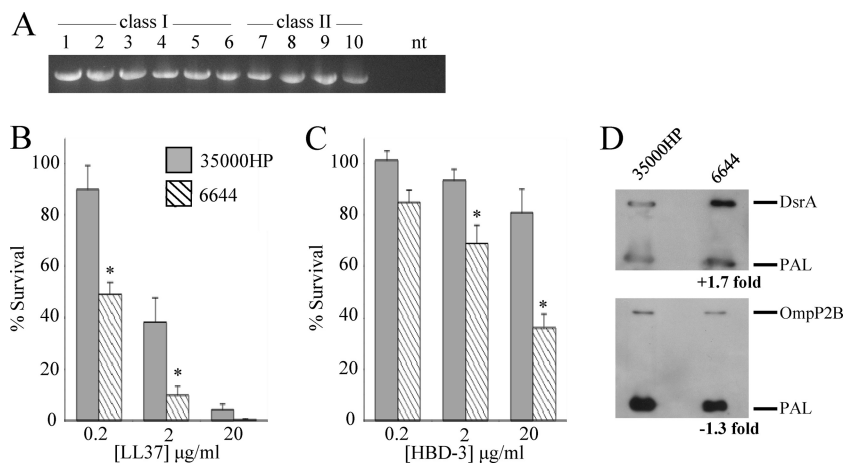 A
class I
class II
1 2 3 4 5 6 7 8 9 10 nt
B
% Survival
100
80
60
40
20
0
35000HP
6644
*
*
0.2 2 20
[LL37] µg/ml
C
% Survival
100
80
60
40
20
0
*
*
0.2 2 20
[HBD-3] µg/ml
D
35000HP
6644
DsrA
PAL
+1.7 fold
OmpP2B
PAL
-1.3 fold